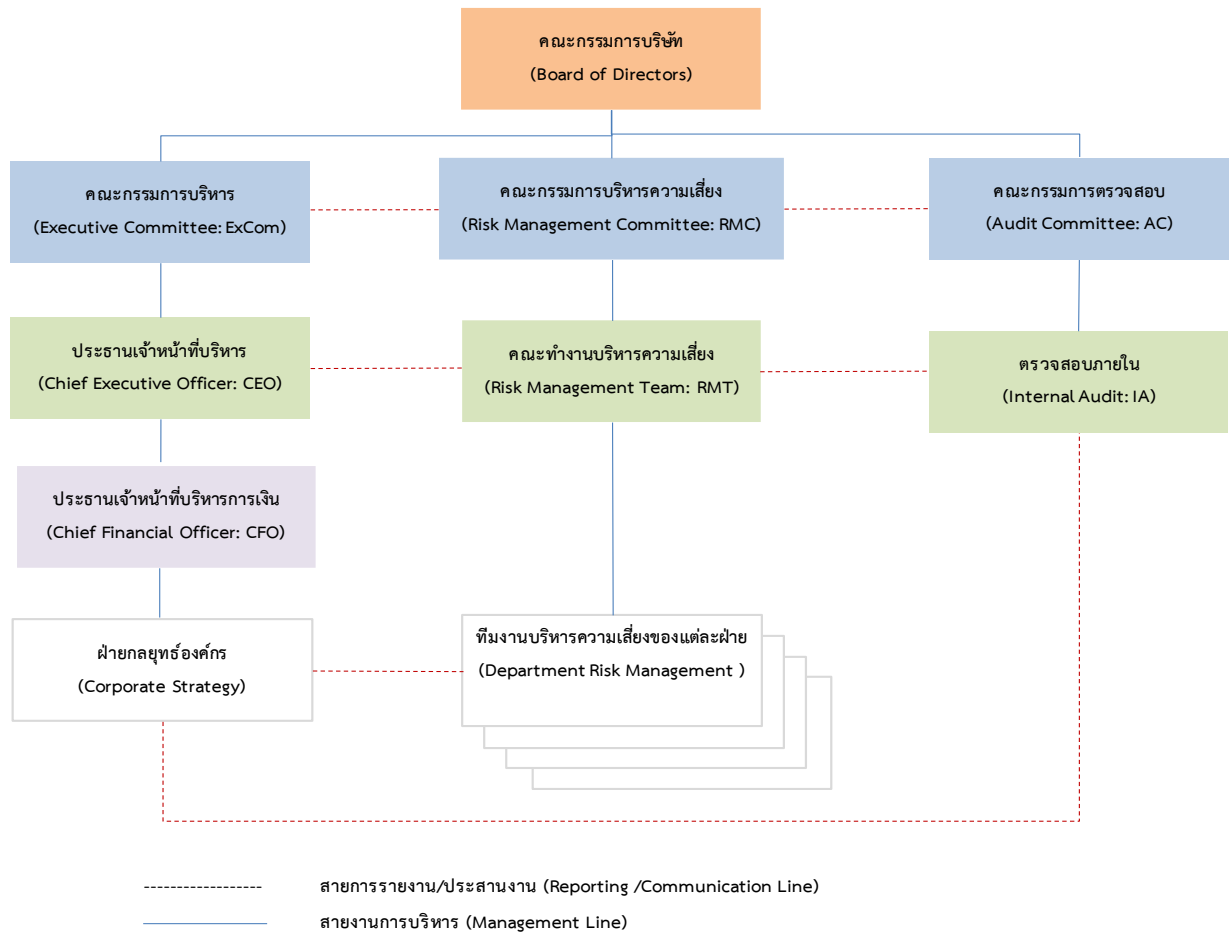 คณะกรรมการบริษัท
(Board of Directors)
คณะกรรมการบริหาร
(Executive Committee: ExCom)
คณะกรรมการบริหารความเสี่ยง
(Risk Management Committee: RMC)
คณะกรรมการตรวจสอบ
(Audit Committee: AC)
ประธานเจ้าหน้าที่บริหาร
(Chief Executive Officer: CEO)
คณะทำงานบริหารความเสี่ยง
(Risk Management Team: RMT)
ตรวจสอบภายใน
(Internal Audit: IA)
ประธานเจ้าหน้าที่บริหารการเงิน
(Chief Financial Officer: CFO)
ฝ่ายกลยุทธ์องค์กร
(Corporate Strategy)
ทีมงานบริหารความเสี่ยงของแต่ละฝ่าย
(Department Risk Management )
สายการรายงาน/ประสานงาน (Reporting /Communication Line)
สายงานการบริหาร (Management Line)